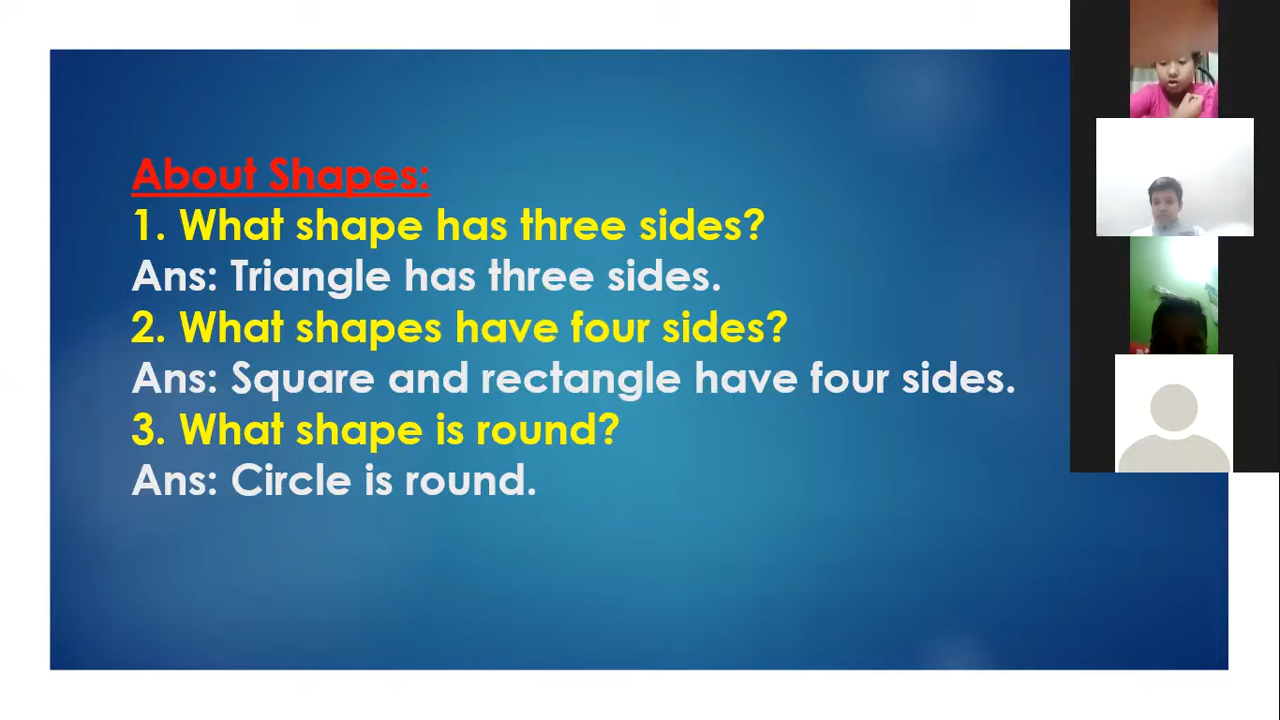 About Shapes:
1. What shape has three sides?
Ans: Triangle has three sides.
2. What shapes have four sides?
Ans: Square and rectangle have four sides.
3. What shape is round?
Ans: Circle is round.